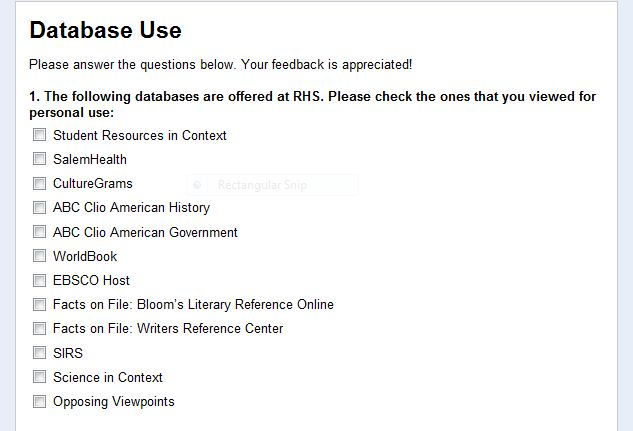 Database Use
Please answer the questions below. Your feedback is appreciated!
1. The following databases are offered at RHS. Please check the ones that you viewed for
personal use:
Student Resources in Context
SalemHealth
CultureGrams
Rectangular Snip
ABC Clio American History
ABC Clio American Government
WorldBook
EBSCO Host
Facts on File: Bloom's Literary Reference Online
Facts on File: Writers Reference Center
SIRS
Science in Context
Opposing Viewpoints